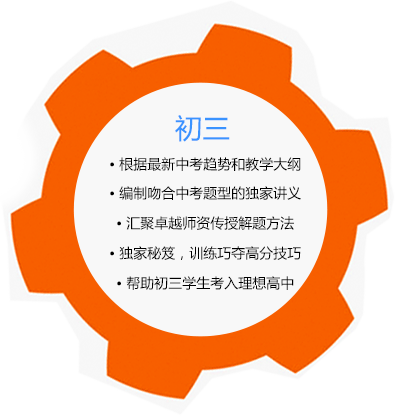 初三
• 根据最新中考趋势和教学大纲
• 编制吻合中考题型的独家讲义
• 汇聚卓越师资传授解题方法
• 独家秘笈，训练巧夺高分技巧
• 帮助初三学生考入理想高中